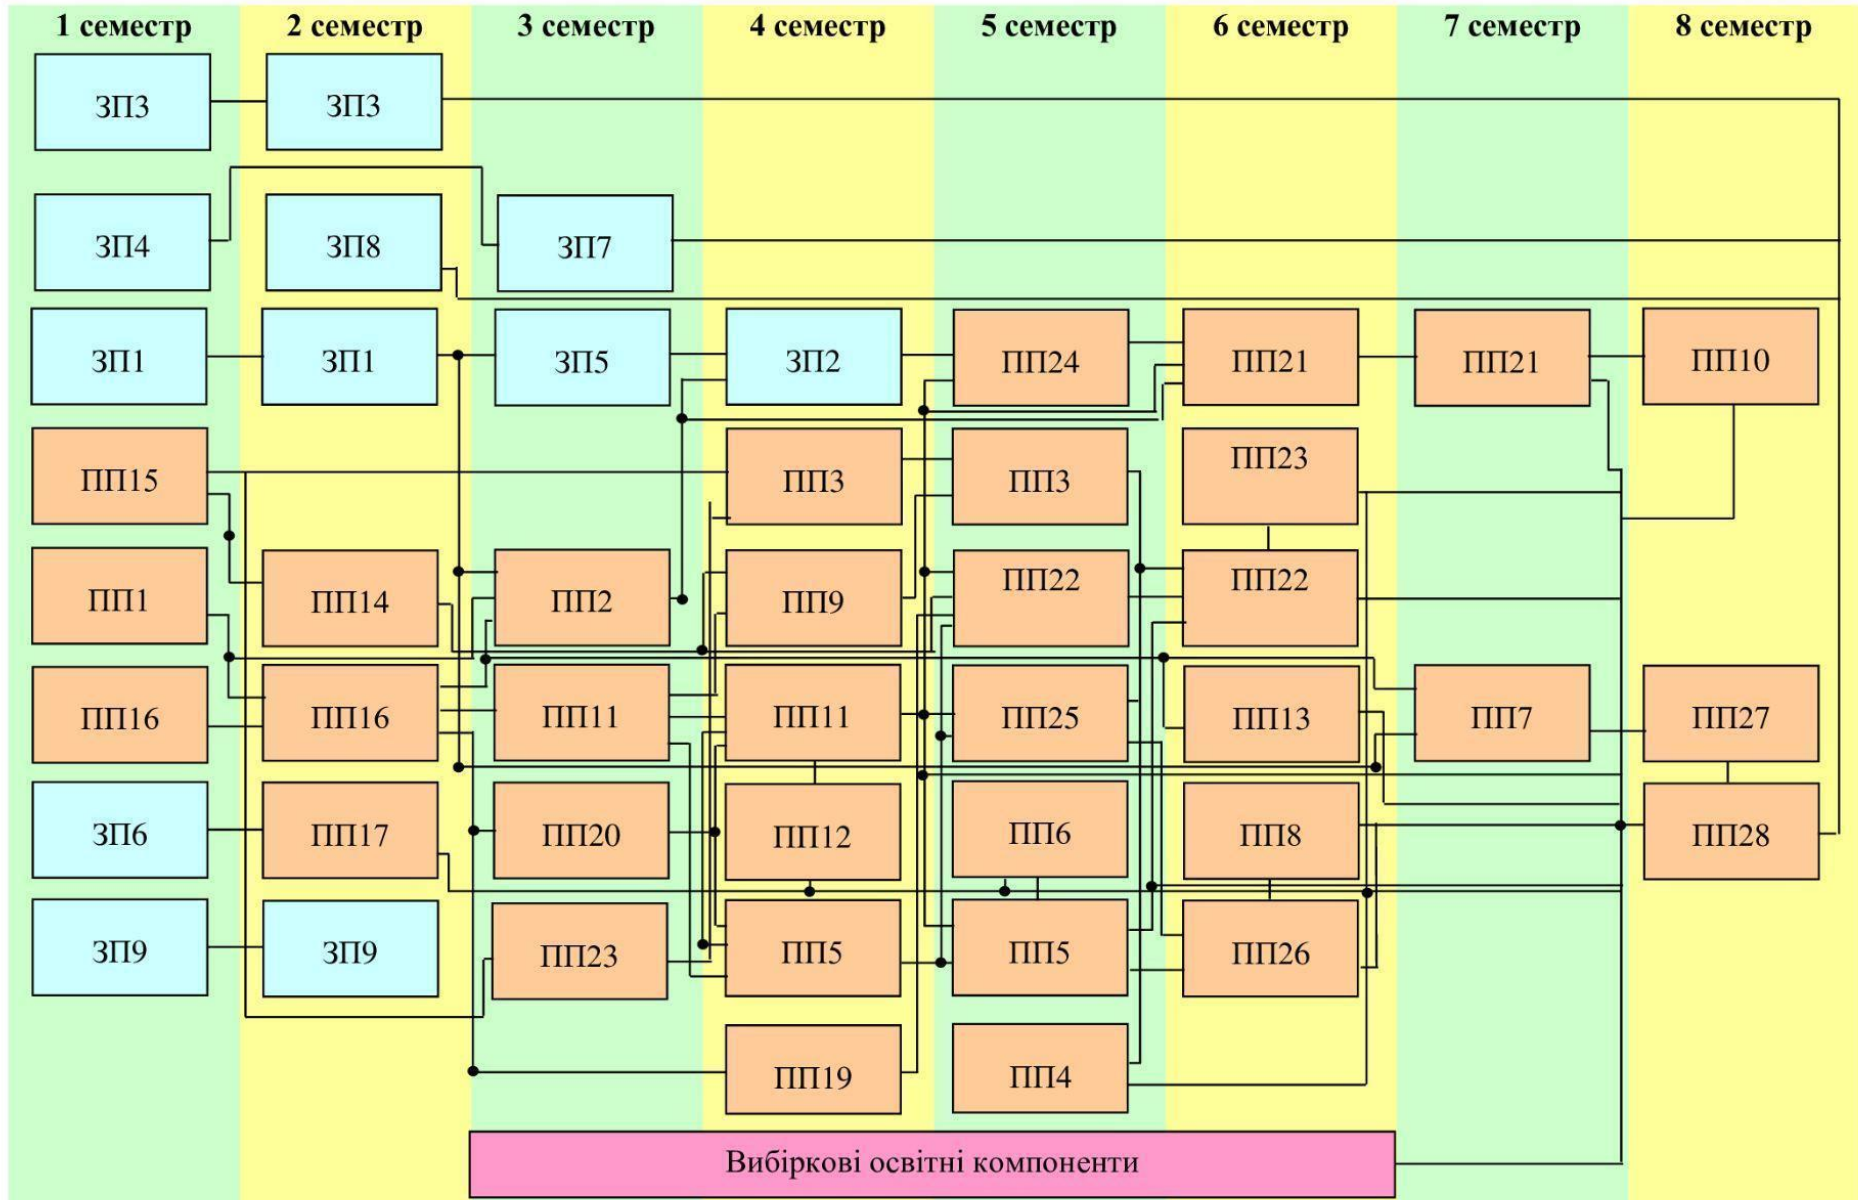 1 семестр 2 семестр 3 семестр 4 семестр 5 семестр 6 семестр 7 семестр 8 семестр
ЗП3 ЗП3
ЗП4 ЗП8 ЗП7
ЗП1 ЗП1 ЗП5 ЗП2 ПП24 ПП21 ПП21 ПП10
ПП15 ПП3 ПП3 ПП23
ПП1 ПП14 ПП2 ПП9 ПП22 ПП22
ПП16 ПП16 ПП11 ПП11 ПП25 ПП13 ПП7 ПП27
ЗП6 ПП17 ПП20 ПП12 ПП6 ПП8 ПП28
ЗП9 ЗП9 ПП23 ПП5 ПП5 ПП26
ПП19 ПП4
Вибіркові освітні компоненти